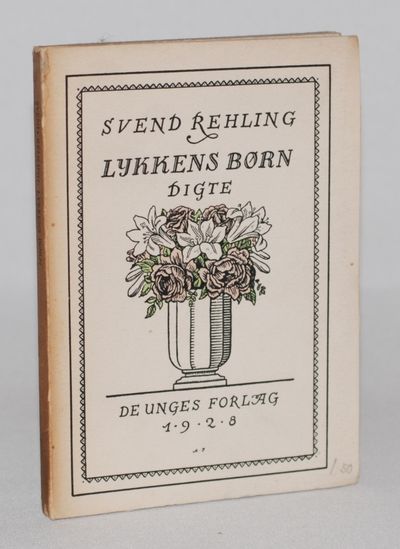 SVEND REHLING
LYKKENS BØRN
DIGTE
DE UNGES FORLAG
1·9·2·8